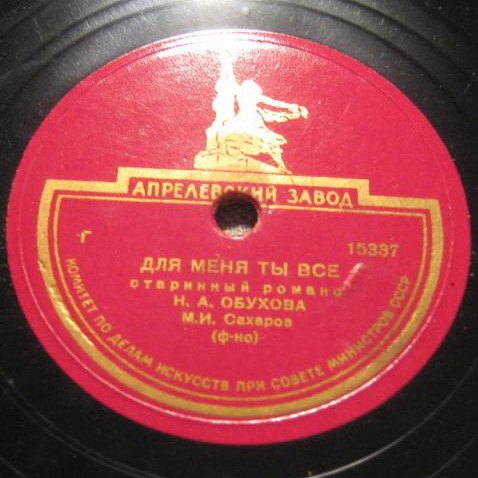 АПРЕЛЕВСКИЙ ЗАВОД
Г
15337
ДЛЯ МЕНЯ ТЫ ВСЕ
старинный романс
Н. А. ОБУХОВА
М.И. Сахаров
(ф-но)
КОМИТЕТ ПО ДЕЛАМ ИСКУССТВ ПРИ СОВЕТЕ МИНИСТРОВ СССР